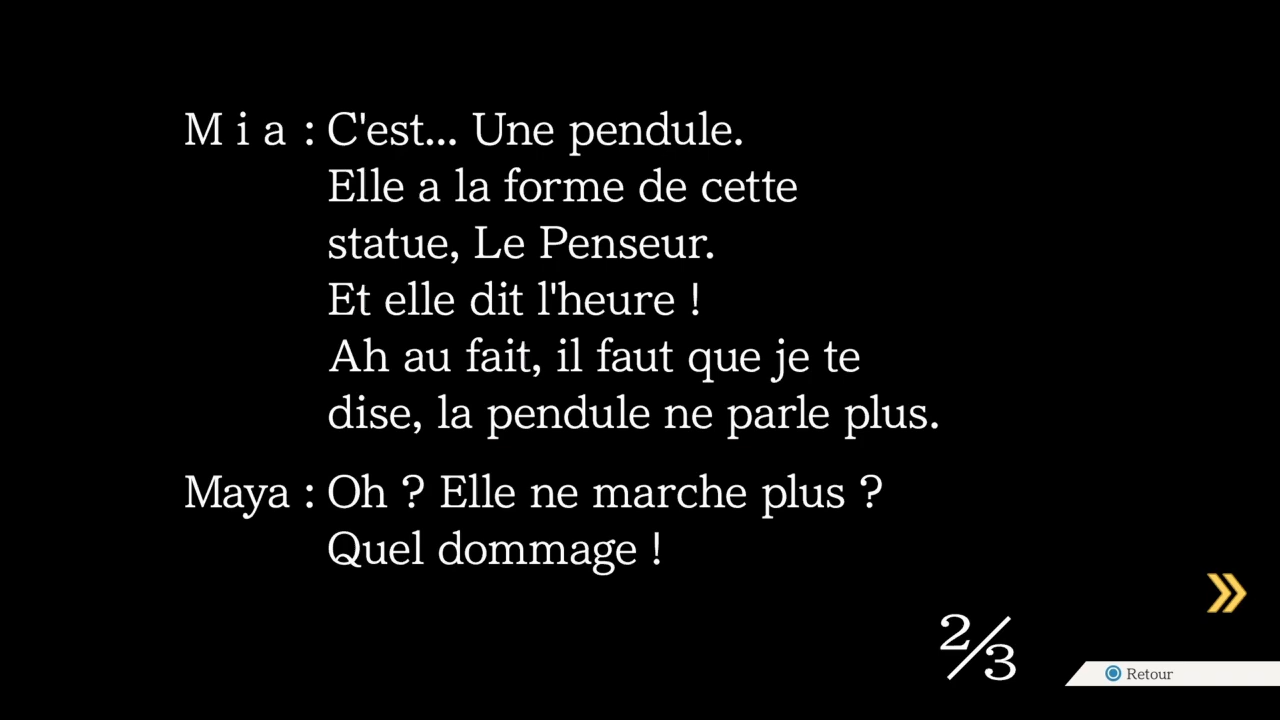 Mia : C'est... Une pendule.
Elle a la forme de cette
statue, Le Penseur.
Et elle dit l'heure !
Ah au fait, il faut que je te
dise, la pendule ne parle plus.
Maya : Oh ? Elle ne marche plus ?
Quel dommage !
2/3
Retour